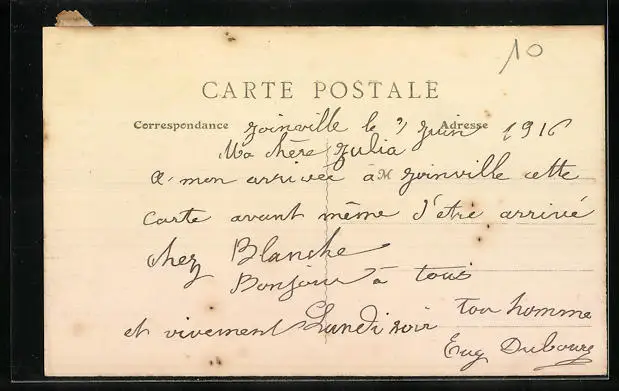 10
CARTE POSTALE
Correspondance
Adresse
Joinville le 9 Juin 1916
Ma chère Julia
A mon arrivée à Joinville cette
M
carte avant même d'être arrivé
chez Blanche
Bonjour à tous
et vivement Lundi soir ton homme
Eug Dubourg